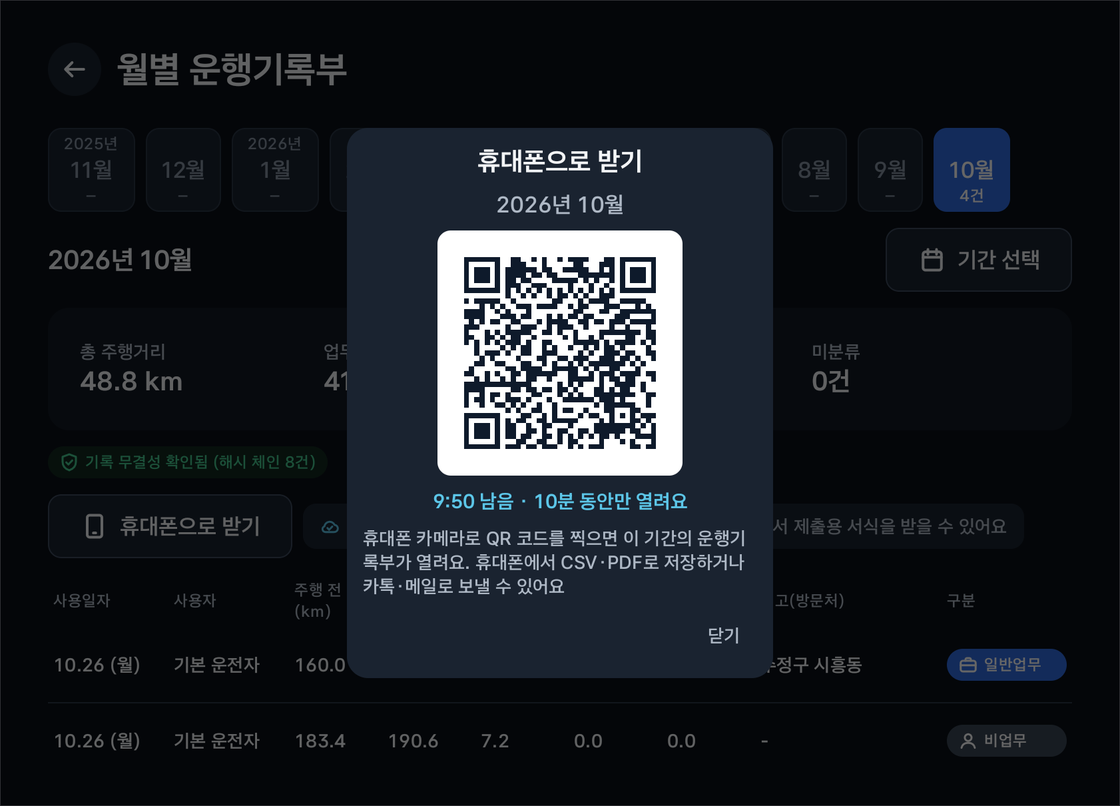 월별 운행기록부
2025년
11월
–
12월
–
2026년
1월
–
8월
–
9월
–
10월
4건
2026년 10월
기간 선택
총 주행거리
48.8 km
업무
41
미분류
0건
기록 무결성 확인됨 (해시 체인 8건)
휴대폰으로 받기
서 제출용 서식을 받을 수 있어요
휴대폰으로 받기
2026년 10월
9:50 남음 · 10분 동안만 열려요
휴대폰 카메라로 QR 코드를 찍으면 이 기간의 운행기
록부가 열려요. 휴대폰에서 CSV·PDF로 저장하거나
카톡·메일로 보낼 수 있어요
닫기
사용일자 사용자 주행 전 (km) 고(방문처) 구분
10.26 (월) 기본 운전자 160.0 수정구 시흥동 일반업무
10.26 (월) 기본 운전자 183.4 190.6 7.2 0.0 0.0 - 비업무